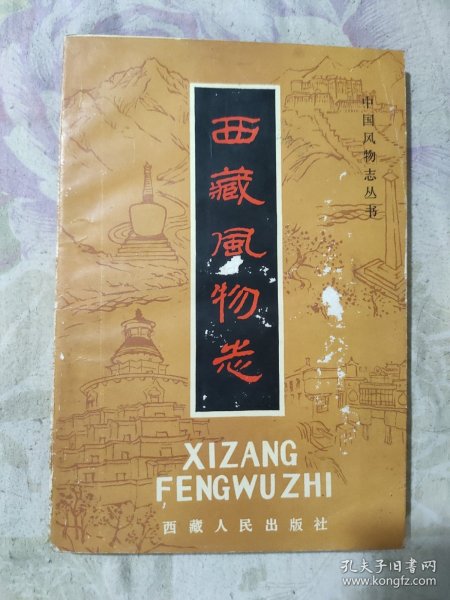 中国风物志丛书
西藏風物志
XIZANG
FENGWUZHI
西藏人民出版社
孔夫子旧书网
www.kongfz.com